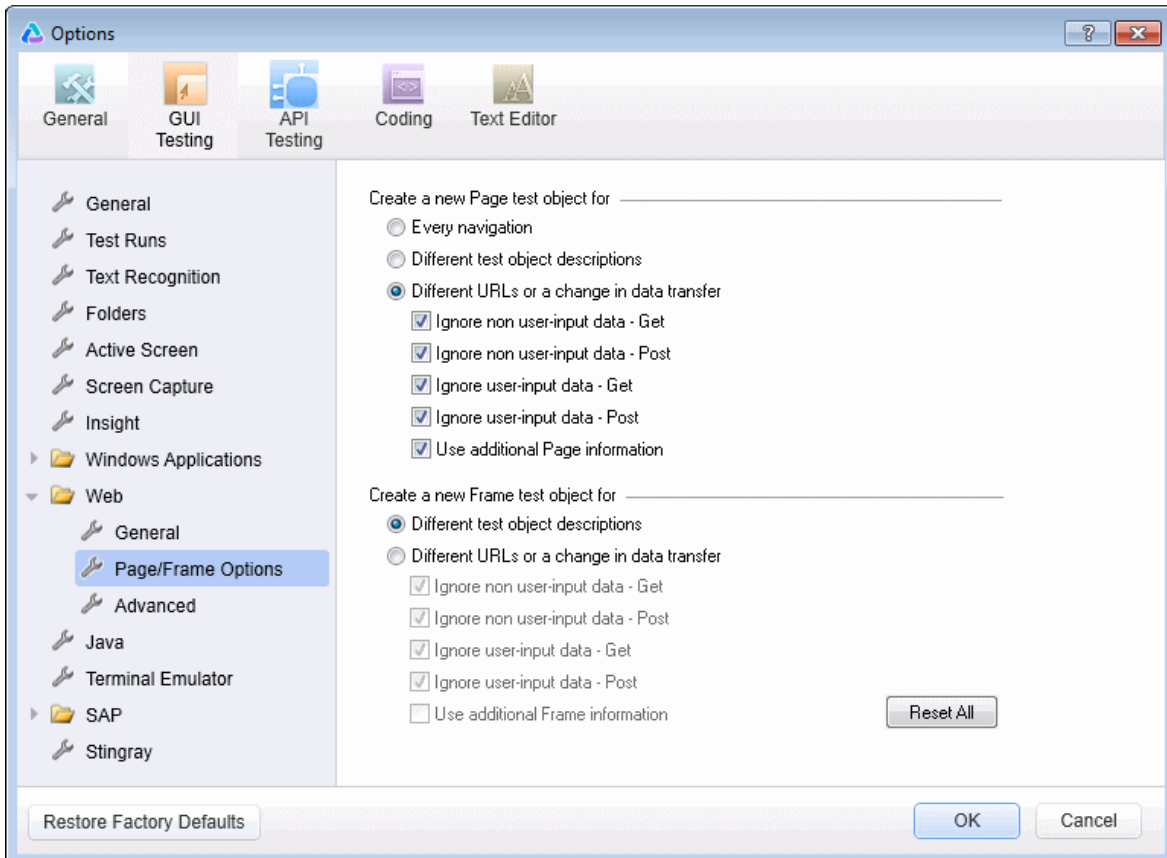 Options
General
GUI
Testing
API
Testing
Coding
Text Editor
General
Test Runs
Text Recognition
Folders
Active Screen
Screen Capture
Insight
Windows Applications
Web
General
Page/Frame Options
Advanced
Java
Terminal Emulator
SAP
Stingray
Create a new Page test object for
Every navigation
Different test object descriptions
Different URLs or a change in data transfer
Ignore non user-input data - Get
Ignore non user-input data - Post
Ignore user-input data - Get
Ignore user-input data - Post
Use additional Page information
Create a new Frame test object for
Different test object descriptions
Different URLs or a change in data transfer
Ignore non user-input data - Get
Ignore non user-input data - Post
Ignore user-input data - Get
Ignore user-input data - Post
Use additional Frame information
Reset All
Restore Factory Defaults
OK
Cancel